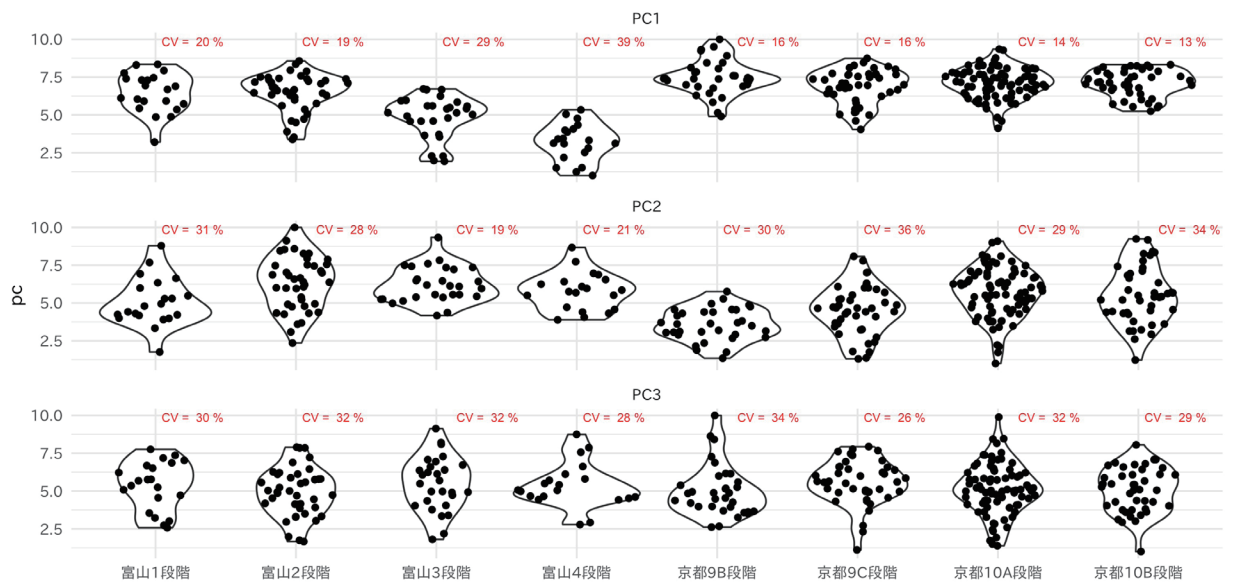 PC1
CV = 20 % CV = 19 % CV = 29 % CV = 39 % CV = 16 % CV = 16 % CV = 14 % CV = 13 %
10.0
7.5
5.0
2.5
PC2
CV = 31 % CV = 28 % CV = 19 % CV = 21 % CV = 30 % CV = 36 % CV = 29 % CV = 34 %
10.0
7.5
5.0
2.5
pc
PC3
CV = 30 % CV = 32 % CV = 32 % CV = 28 % CV = 34 % CV = 26 % CV = 32 % CV = 29 %
10.0
7.5
5.0
2.5
富山1段階 富山2段階 富山3段階 富山4段階 京都9B段階 京都9C段階 京都10A段階 京都10B段階